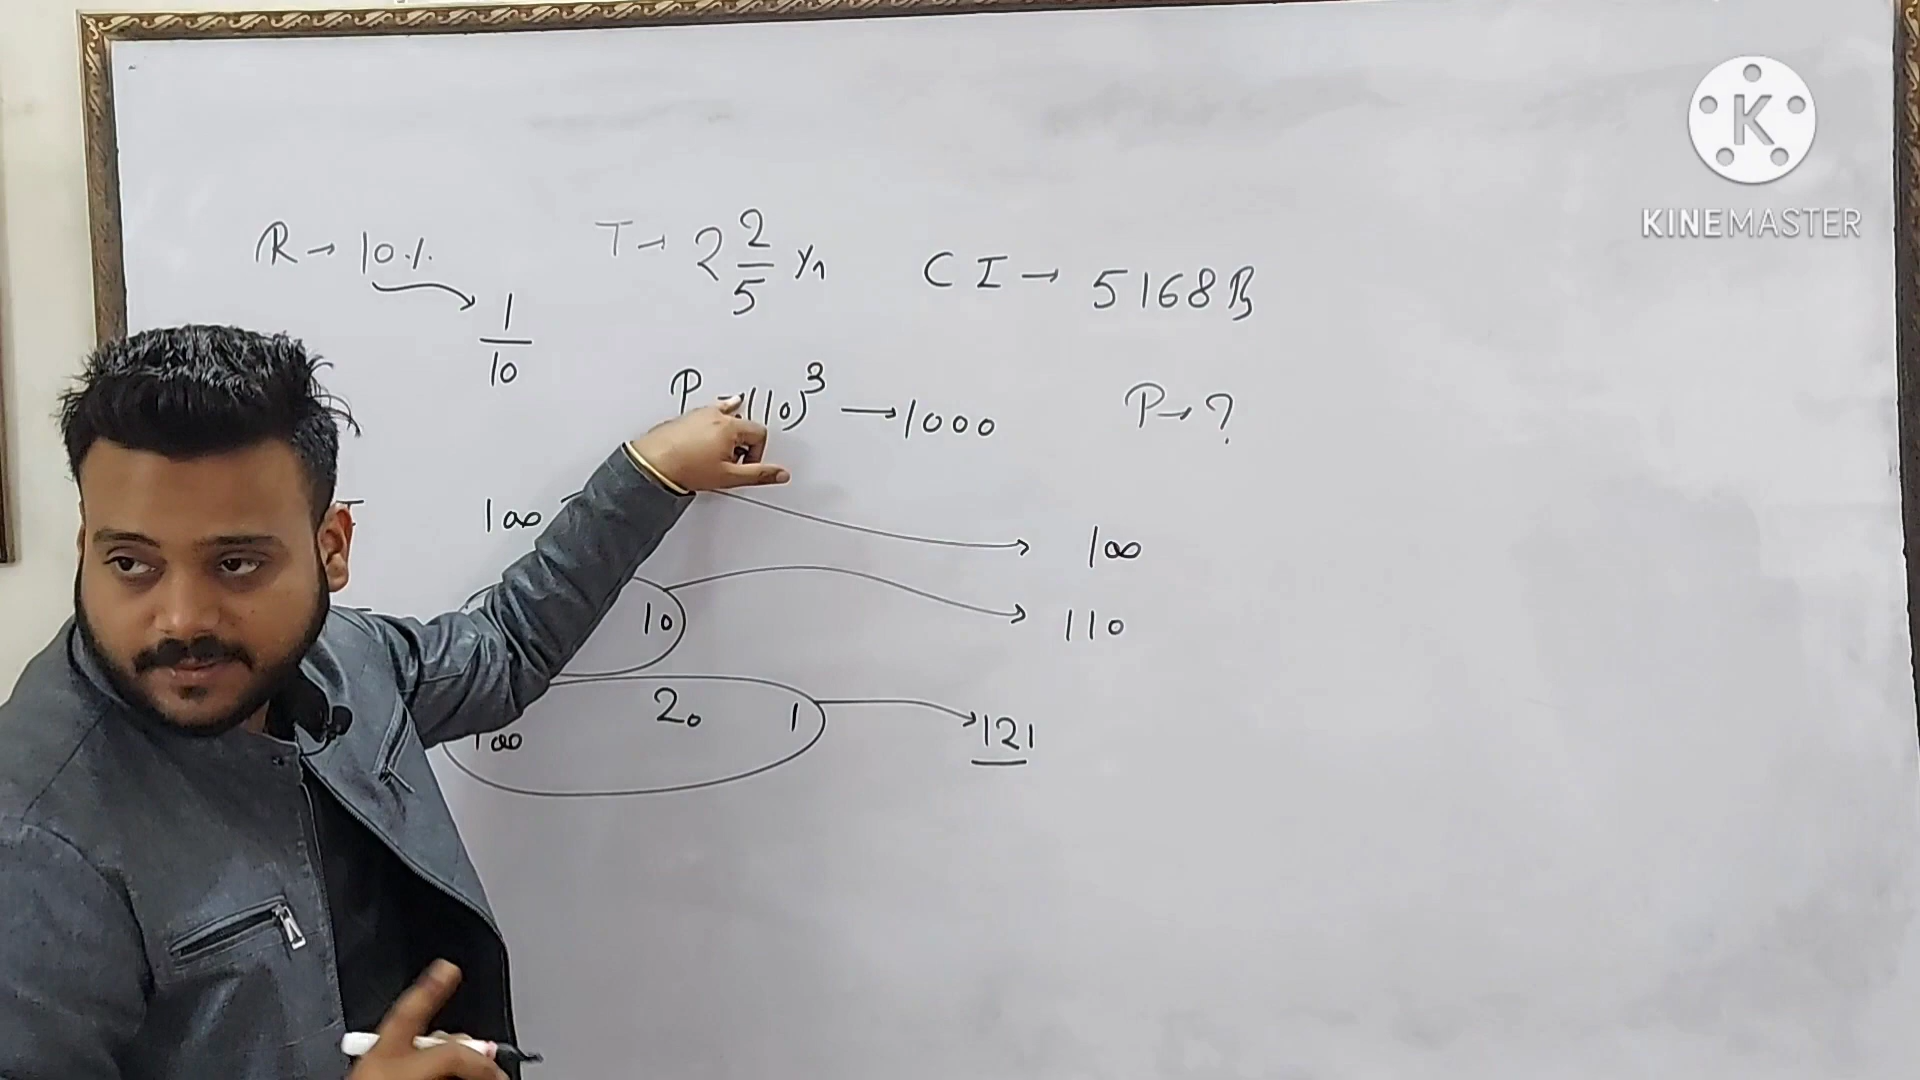 K
KINEMASTER
R → 10% T → 2 2/5 yr CI → 5168 ₨
1/10
P → (10)³ → 1000 P → ?
100 100
10 110
100 20 1 121